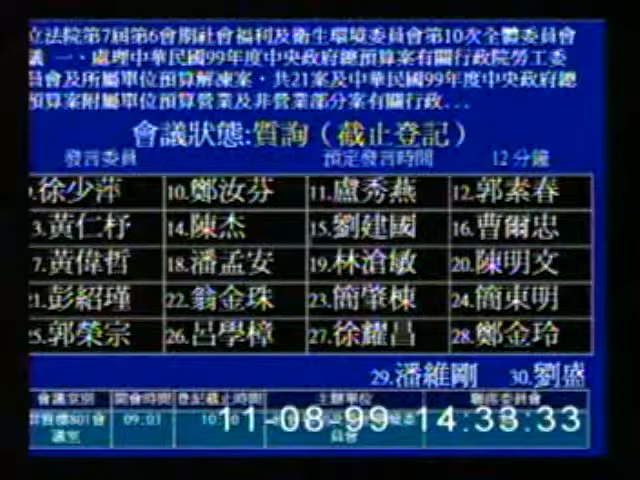 立法院第7屆第6會期社會福利及衛生環境委員會第10次全體委員會
議 一、處理中華民國99年度中央政府總預算案有關行政院勞工委
員會及所屬單位預算解凍案，共21案及中華民國99年度中央政府總
預算案附屬單位預算營業及非營業部分案有關行政...
會議狀態:質詢（截止登記）
發言委員 預定發言時間 12 分鐘
.徐少萍 10.鄭汝芬 11.盧秀燕 12.郭素春
3.黃仁杼 14.陳杰 15.劉建國 16.曹爾忠
7.黃偉哲 18.潘孟安 19.林滄敏 20.陳明文
21.彭紹瑾 22.翁金珠 23.簡肇棟 24.簡東明
25.郭榮宗 26.呂學樟 27.徐耀昌 28.鄭金玲
29.潘維剛 30.劉盛
會議室別 開會時間 登記截止時間 主辦單位
801會 09:03 10
議室 員會
11-08-99 14:33:33